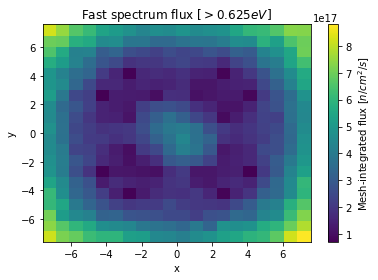 Fast spectrum flux [ > 0.625eV]
1e17
6
4
2
0
−2
−4
−6
y
−6 −4 −2 0 2 4 6
x
8
7
6
5
4
3
2
1
Mesh-integrated flux [n/cm²/s]